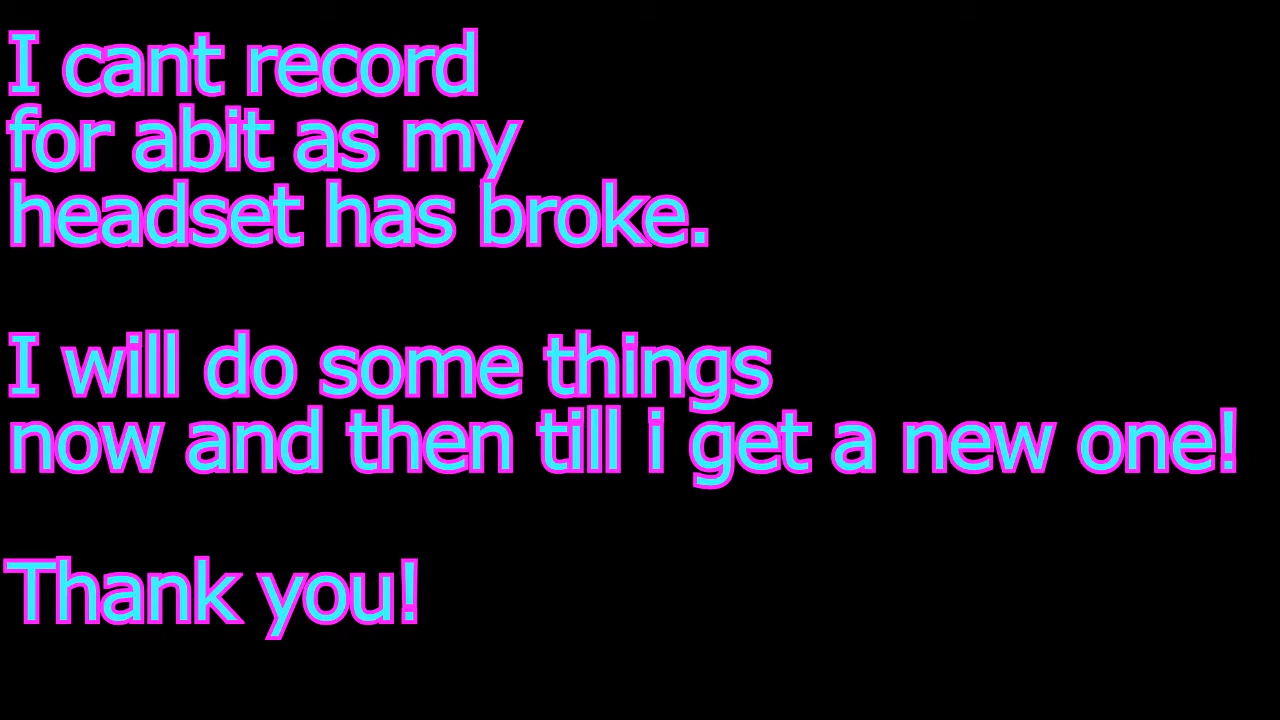 I cant record
for abit as my
headset has broke.
I will do some things
now and then till i get a new one!
Thank you!